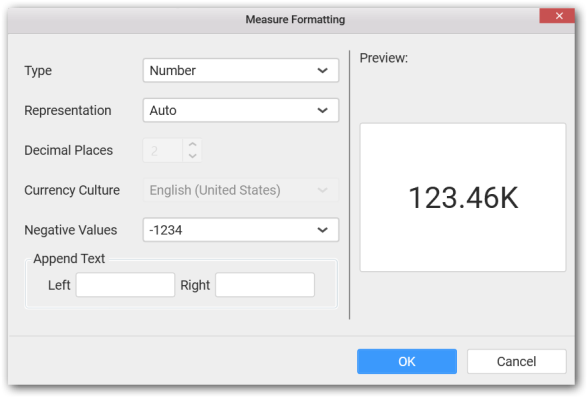 Measure Formatting
Preview:
Type Number
Representation Auto
Decimal Places 2
Currency Culture English (United States)
Negative Values -1234
Append Text
Left Right
123.46K
OK Cancel